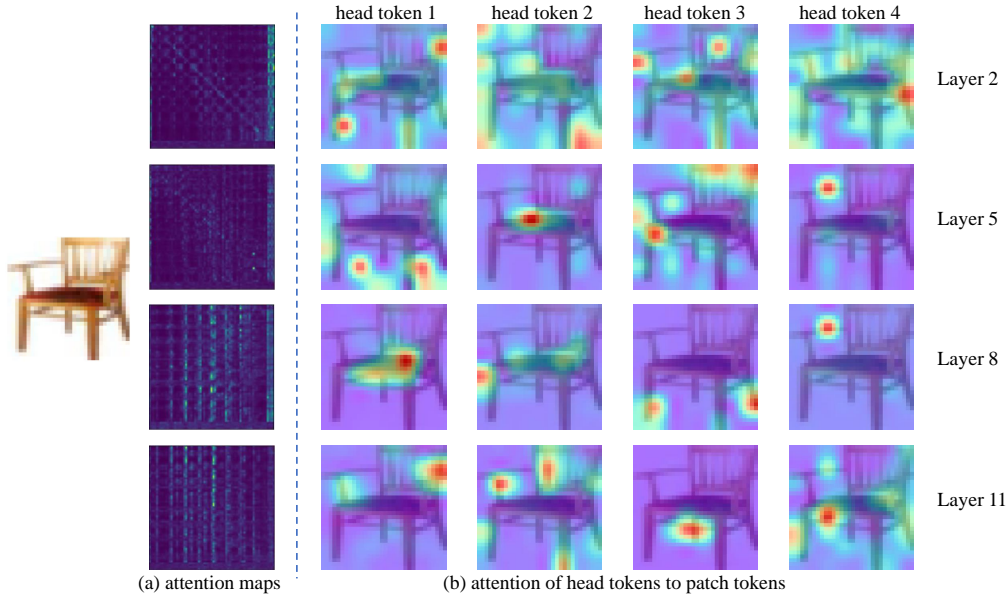 head token 1
head token 2
head token 3
head token 4
Layer 2
Layer 5
Layer 8
Layer 11
(a) attention maps
(b) attention of head tokens to patch tokens